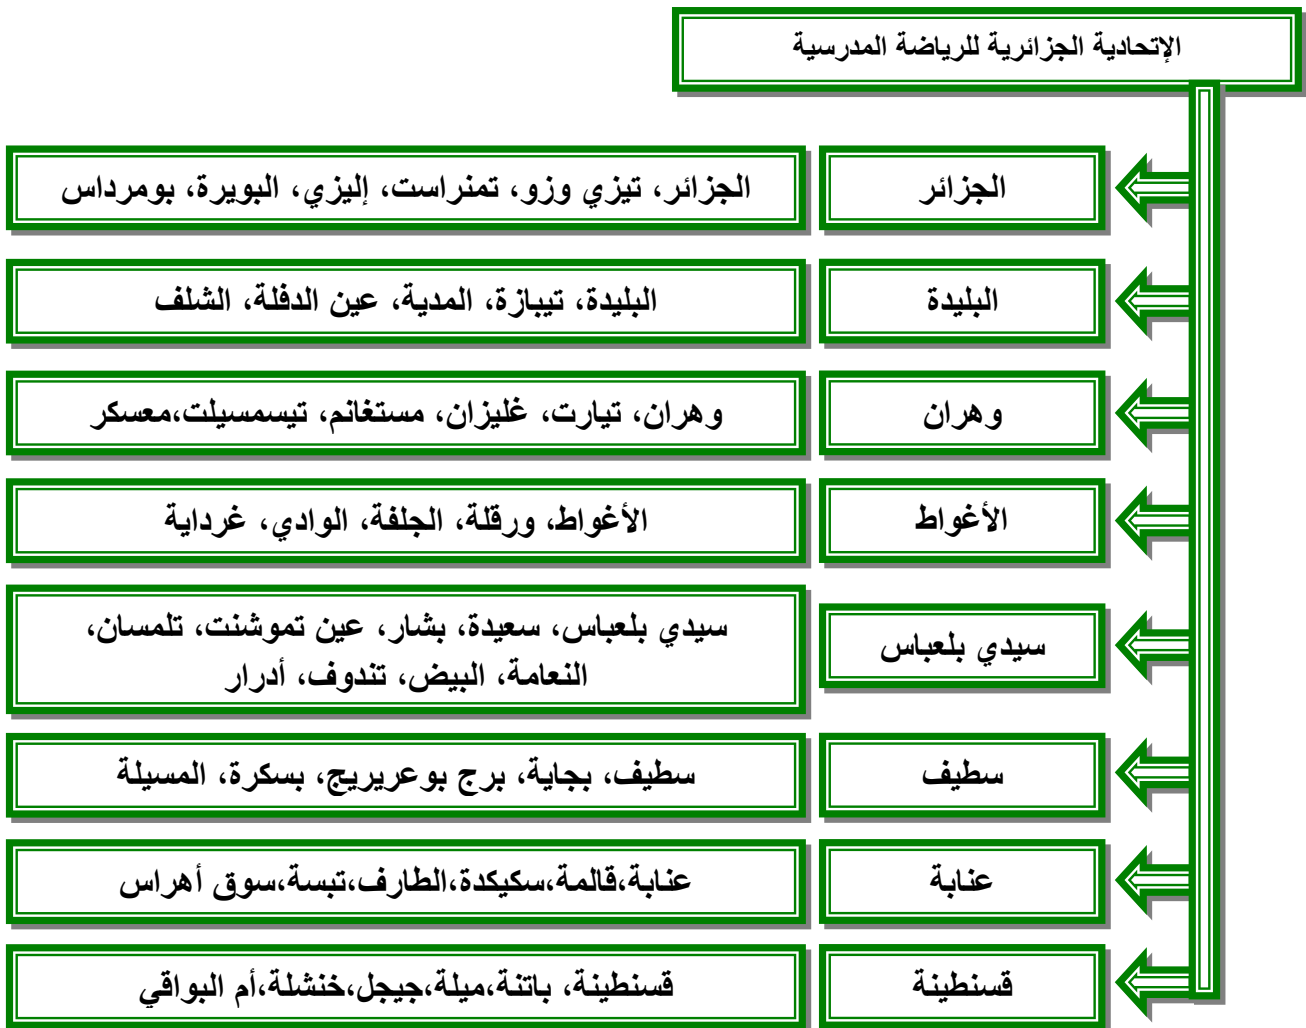 الإتحادية الجزائرية للرياضة المدرسية
الجزائر
الجزائر، تيزي وزو، تمنراست، إليزي، البويرة، بومرداس
البليدة
البليدة، تيبازة، المدية، عين الدفلة، الشلف
وهران
وهران، تيارت، غليزان، مستغانم، تيسمسيلت،معسكر
الأغواط
الأغواط، ورقلة، الجلفة، الوادي، غرداية
سيدي بلعباس
سيدي بلعباس، سعيدة، بشار، عين تموشنت، تلمسان،
النعامة، البيض، تندوف، أدرار
سطيف
سطيف، بجاية، برج بوعريريج، بسكرة، المسيلة
عنابة
عنابة،قالمة،سكيكدة،الطارف،تبسة،سوق أهراس
قسنطينة
قسنطينة، باتنة،ميلة،جيجل،خنشلة،أم البواقي